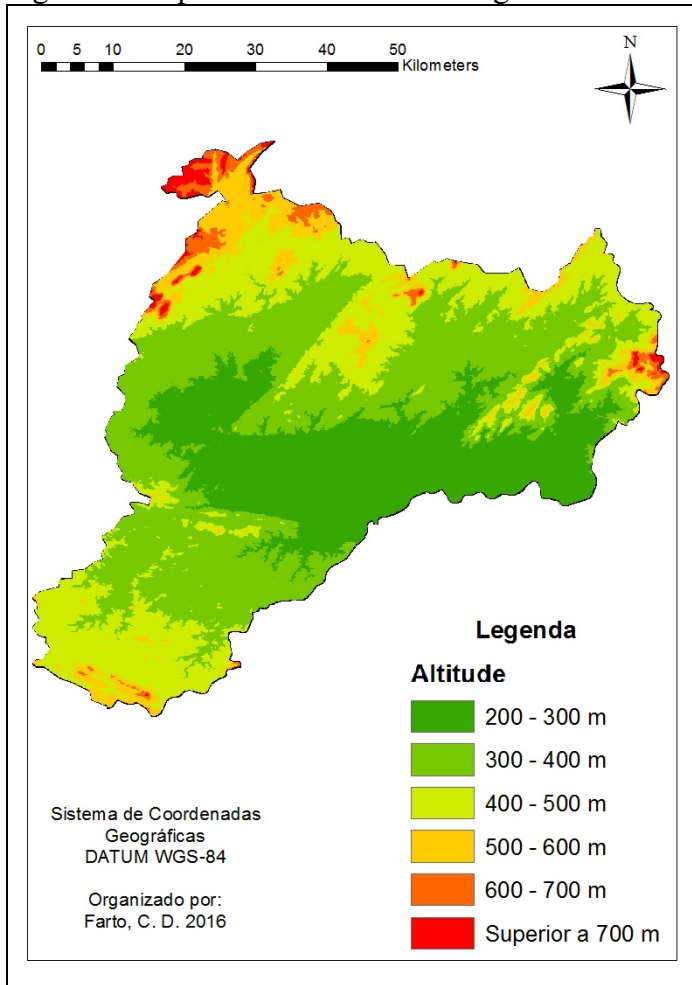 0 5 10 20 30 40 50
Kilometers
N
Legenda
Altitude
200 - 300 m
300 - 400 m
400 - 500 m
500 - 600 m
600 - 700 m
Superior a 700 m
Sistema de Coordenadas
Geográficas
DATUM WGS-84
Organizado por:
Farto, C. D. 2016